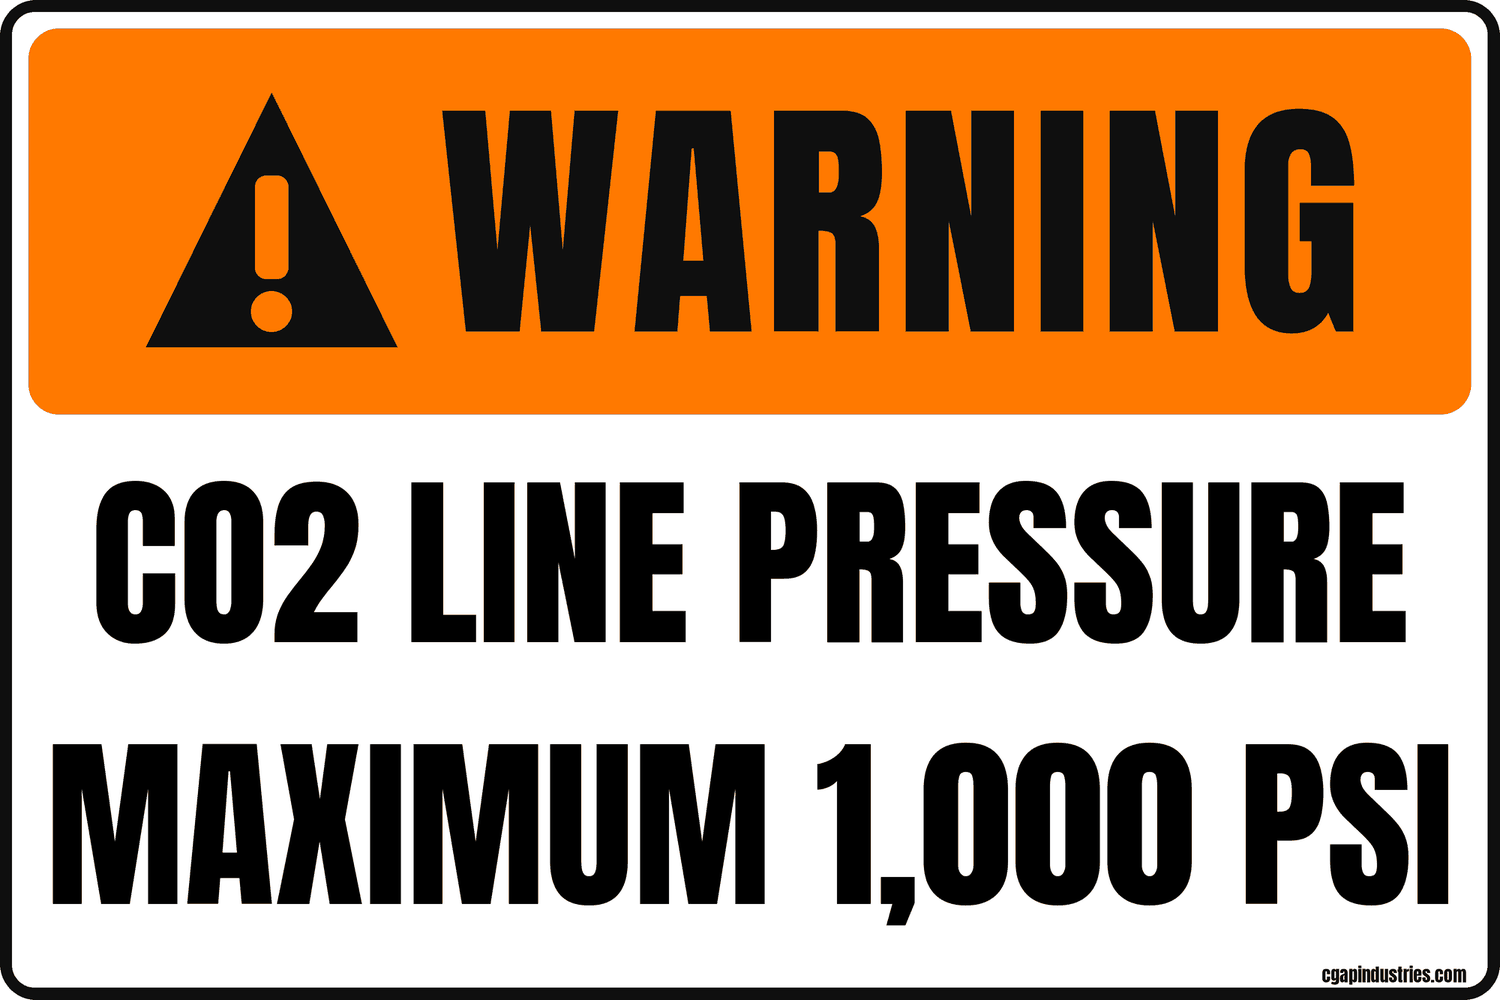 WARNING
CO2 LINE PRESSURE
MAXIMUM 1,000 PSI
cgapindustries.com